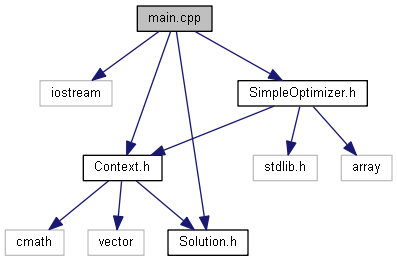 main.cpp
iostream
SimpleOptimizer.h
Context.h
stdlib.h
array
cmath
vector
Solution.h